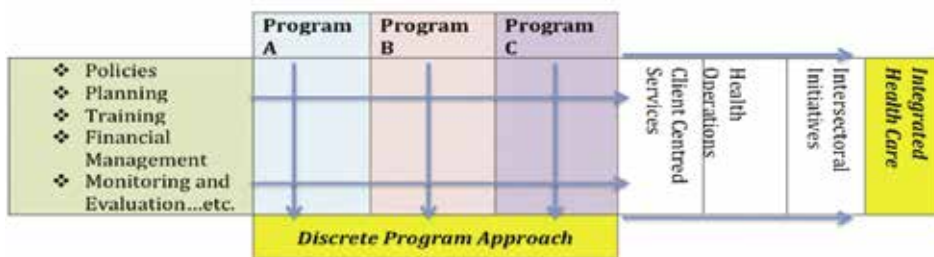 Program A
Program B
Program C
❖ Policies
❖ Planning
❖ Training
❖ Financial
Management
❖ Monitoring and
Evaluation...etc.
Client Centred
Services
Health
Operations
Intersectoral
Initiatives
Integrated
Health Care
Discrete Program Approach